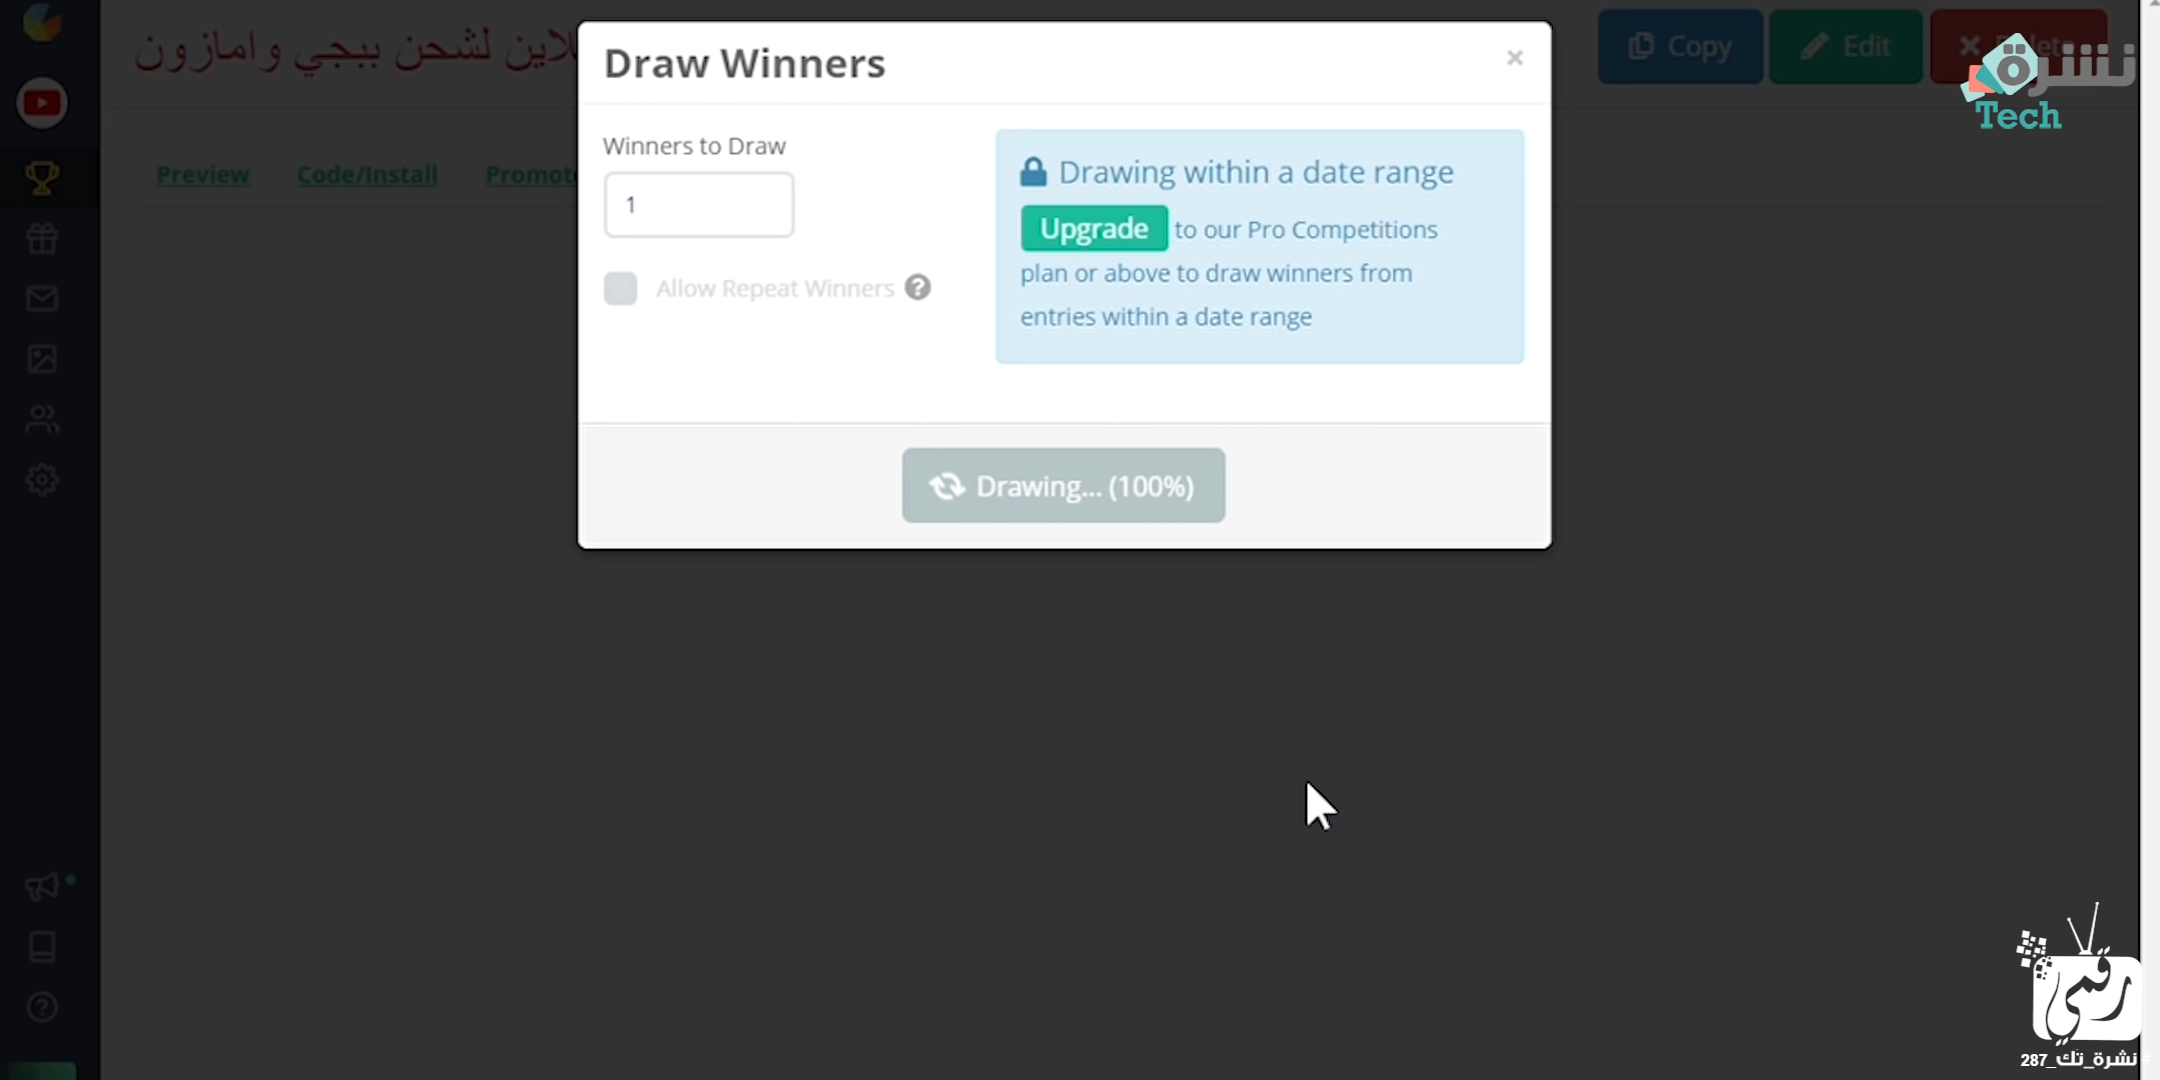 لاين لشحن ببجي وامازون
Draw Winners
×
Copy
Edit
نشرة
Tech
Preview
Code/Install
Winners to Draw
1
Allow Repeat Winners
Drawing within a date range
Upgrade to our Pro Competitions
plan or above to draw winners from
entries within a date range
Drawing... (100%)
رقمي
#نشرة_تك_287